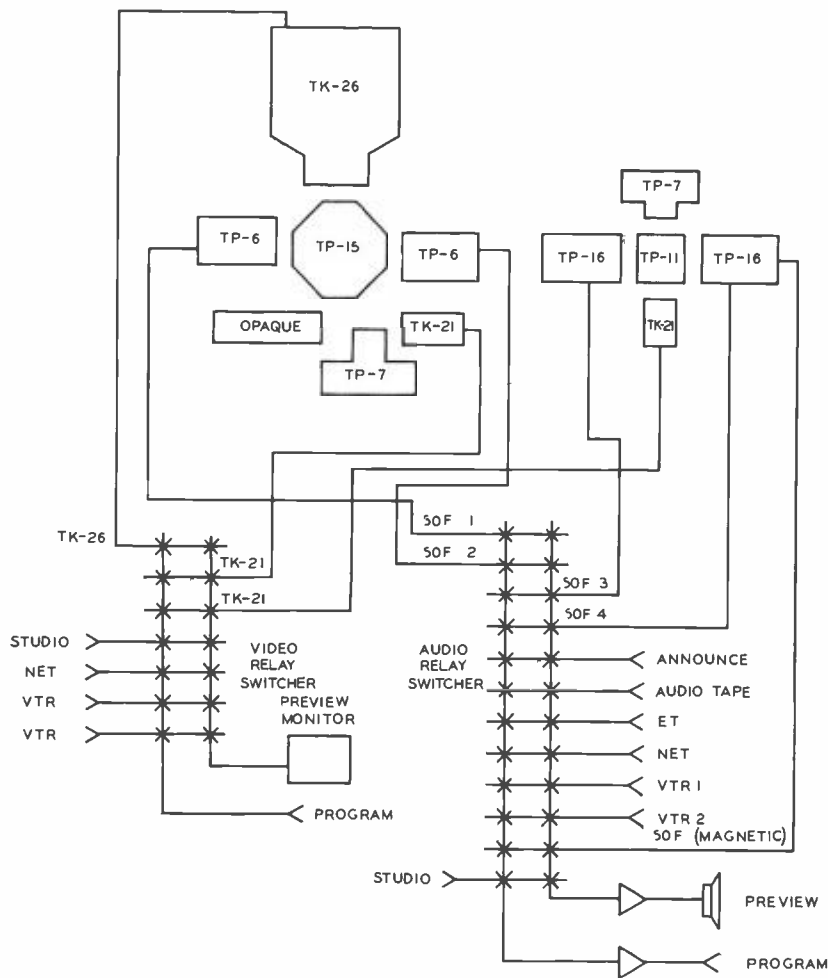 TK-26
TP-7
TP-6
TP-15
TP-6
TP-16
TP-11
TP-16
OPAQUE
TK-21
TK-21
TP-7
SOF 1
TK-26
SOF 2
TK-21
SOF 3
TK-21
SOF 4
STUDIO
VIDEO
RELAY
SWITCHER
AUDIO
RELAY
SWITCHER
ANNOUNCE
NET
PREVIEW
MONITOR
AUDIO TAPE
VTR
ET
VTR
NET
VTR 1
PROGRAM
VTR 2
SOF (MAGNETIC)
STUDIO
PREVIEW
PROGRAM